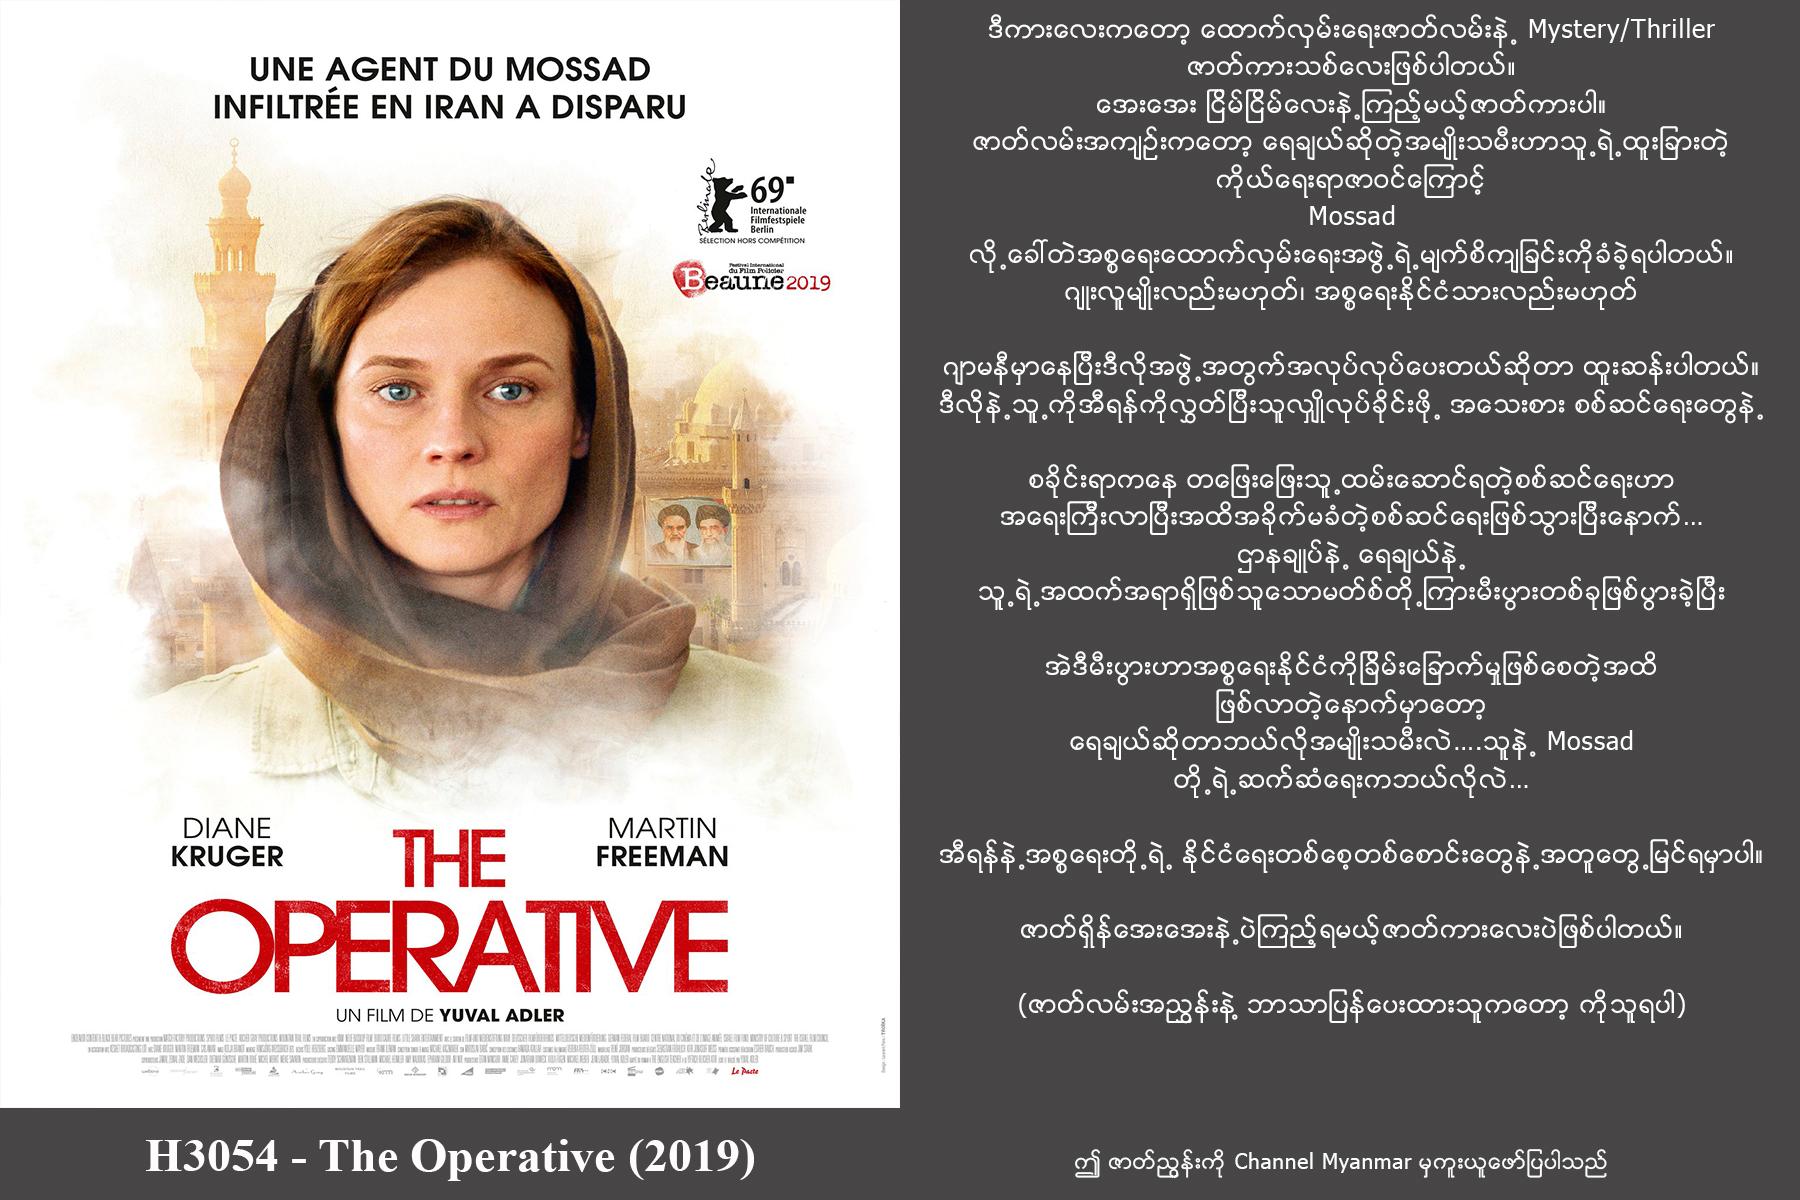 UNE AGENT DU MOSSAD
INFILTRÉE EN IRAN A DISPARU
Berlinale
69
Internationale
Filmfestspiele
Berlin
SÉLECTION HORS COMPÉTITION
Festival International
du Film Policier
Beaune 2019
DIANE
KRUGER
MARTIN
FREEMAN
THE
OPERATIVE
UN FILM DE YUVAL ADLER
Le Pacte
H3054 - The Operative (2019)
ဒီကားလေးကတော့ ထောက်လှမ်းရေးဇာတ်လမ်းနဲ့ Mystery/Thriller
ဇာတ်ကားသစ်လေးဖြစ်ပါတယ်။
အေးအေး ငြိမ်ငြိမ်လေးနဲ့ကြည့်မယ့်ဇာတ်ကားပါ။
ဇာတ်လမ်းအကျဉ်းကတော့ ရေချယ်ဆိုတဲ့အမျိုးသမီးဟာသူ့ရဲ့ထူးခြားတဲ့
ကိုယ်ရေးရာဇာဝင်ကြောင့်
Mossad
လို့ခေါ်တဲအစ္စရေးထောက်လှမ်းရေးအဖွဲ့ရဲ့မျက်စိကျခြင်းကိုခံခဲ့ရပါတယ်။
ဂျူးလူမျိုးလည်းမဟုတ်၊ အစ္စရေးနိုင်ငံသားလည်းမဟုတ်
ဂျာမနီမှာနေပြီးဒီလိုအဖွဲ့အတွက်အလုပ်လုပ်ပေးတယ်ဆိုတာ ထူးဆန်းပါတယ်။
ဒီလိုနဲ့သူ့ကိုအီရန်ကိုလွှတ်ပြီးသူလျှိုလုပ်ခိုင်းဖို့ အသေးစား စစ်ဆင်ရေးတွေနဲ့
စခိုင်းရာကနေ တဖြေးဖြေးသူ့ထမ်းဆောင်ရတဲ့စစ်ဆင်ရေးဟာ
အရေးကြီးလာပြီးအထိအခိုက်မခံတဲ့စစ်ဆင်ရေးဖြစ်သွားပြီးနောက်...
ဌာနချုပ်နဲ့ ရေချယ်နဲ့
သူ့ရဲ့အထက်အရာရှိဖြစ်သူသောမတ်စ်တို့ကြားမီးပွားတစ်ခုဖြစ်ပွားခဲ့ပြီး
အဲဒီမီးပွားဟာအစ္စရေးနိုင်ငံကိုခြိမ်းခြောက်မှုဖြစ်စေတဲ့အထိ
ဖြစ်လာတဲ့နောက်မှာတော့
ရေချယ်ဆိုတာဘယ်လိုအမျိုးသမီးလဲ....သူနဲ့ Mossad
တို့ရဲ့ဆက်ဆံရေးကဘယ်လိုလဲ...
အီရန်နဲ့အစ္စရေးတို့ရဲ့ နိုင်ငံရေးတစ်စေ့တစ်စောင်းတွေနဲ့အတူတွေ့မြင်ရမှာပါ။
ဇာတ်ရှိန်အေးအေးနဲ့ပဲကြည့်ရမယ့်ဇာတ်ကားလေးပဲဖြစ်ပါတယ်။
(ဇာတ်လမ်းအညွှန်းနဲ့ ဘာသာပြန်ပေးထားသူကတော့ ကိုသူရပါ)
ဤ ဇာတ်ညွှန်းကို Channel Myanmar မှကူးယူဖော်ပြပါသည်